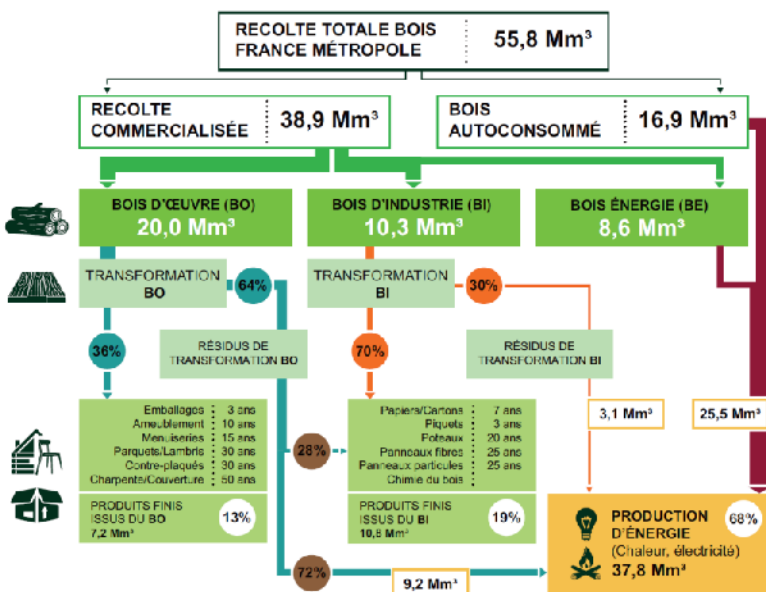 RECOLTE TOTALE BOIS
FRANCE MÉTROPOLE
55,8 Mm³
RECOLTE
COMMERCIALISÉE
38,9 Mm³
BOIS
AUTOCONSOMMÉ
16,9 Mm³
BOIS D'ŒUVRE (BO)
20,0 Mm³
BOIS D'INDUSTRIE (BI)
10,3 Mm³
BOIS ÉNERGIE (BE)
8,6 Mm³
TRANSFORMATION
BO
64%
TRANSFORMATION
BI
30%
36%
RÉSIDUS DE
TRANSFORMATION BO
70%
RÉSIDUS DE
TRANSFORMATION BI
3,1 Mm³
25,5 Mm³
Emballages 3 ans
Ameublement 10 ans
Menuiseries 15 ans
Parquets/Lambris 30 ans
Contre-plaqués 30 ans
Charpente/Couverture 50 ans
28%
Papiers/Cartons 7 ans
Piquets 3 ans
Poteaux 20 ans
Panneaux fibres 25 ans
Panneaux particules 25 ans
Chimie du bois
PRODUITS FINIS
ISSUS DU BO
7,2 Mm³
13%
PRODUITS FINIS
ISSUS DU BI
10,8 Mm³
19%
PRODUCTION
D'ÉNERGIE
(Chaleur, électricité)
37,8 Mm³
68%
72%
9,2 Mm³